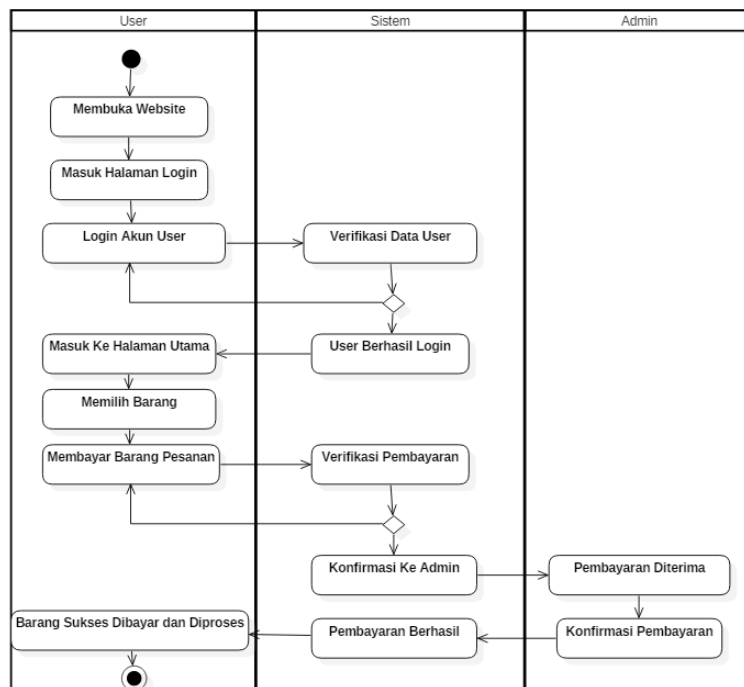 User
Sistem
Admin
Membuka Website
Masuk Halaman Login
Login Akun User
Verifikasi Data User
Masuk Ke Halaman Utama
User Berhasil Login
Memilih Barang
Membayar Barang Pesanan
Verifikasi Pembayaran
Konfirmasi Ke Admin
Pembayaran Diterima
Barang Sukses Dibayar dan Diproses
Pembayaran Berhasil
Konfirmasi Pembayaran